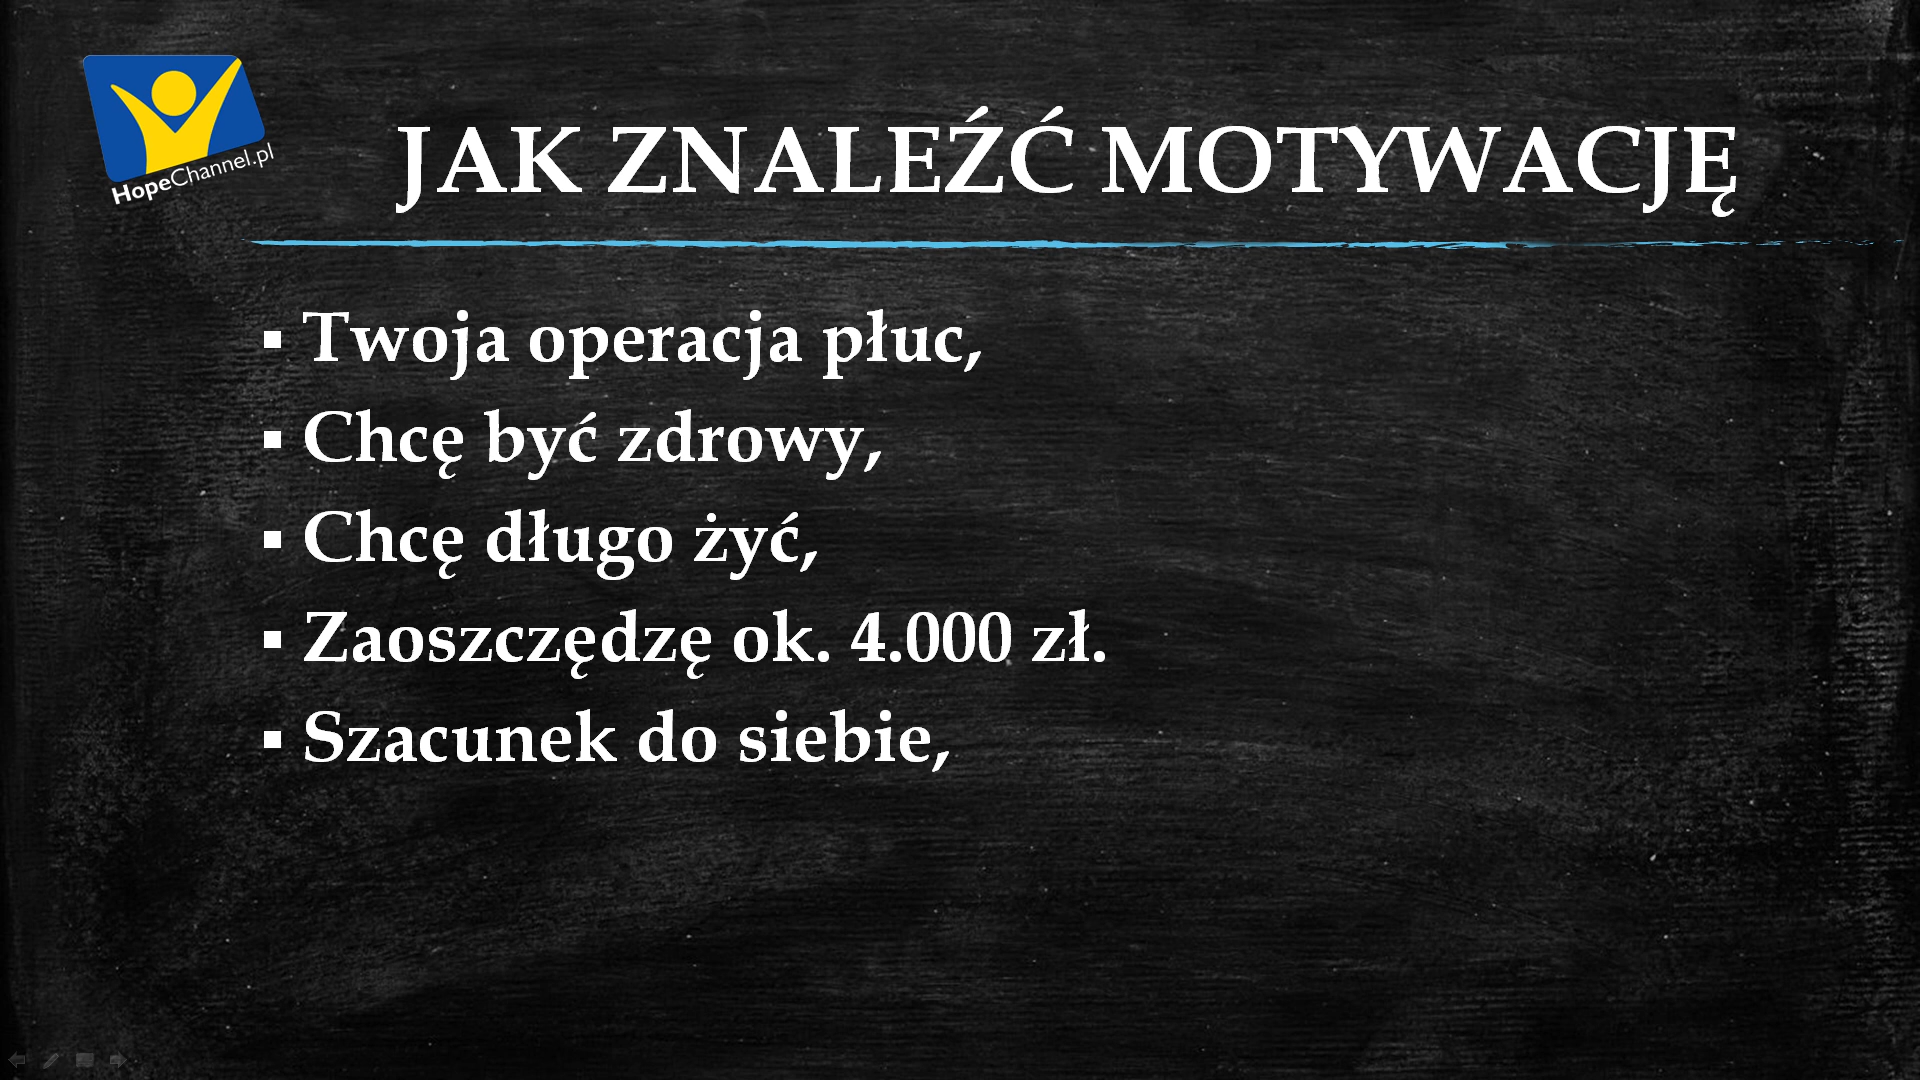 HopeChannel.pl
JAK ZNALEŹĆ MOTYWACJĘ
▪ Twoja operacja płuc,
▪ Chcę być zdrowy,
▪ Chcę długo żyć,
▪ Zaoszczędzę ok. 4.000 zł.
▪ Szacunek do siebie,